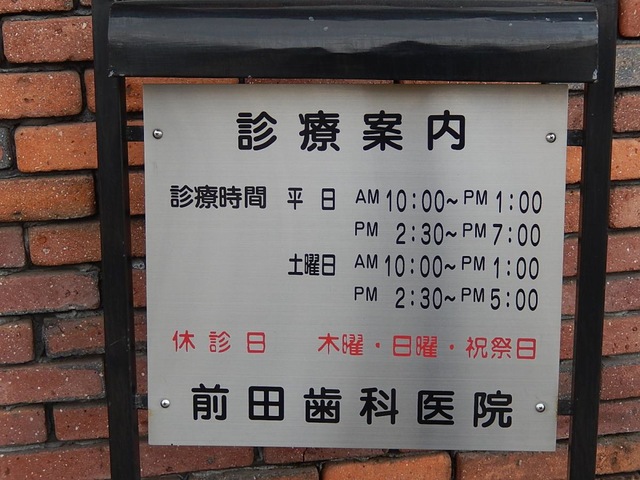 診療案内
診療時間 平日 AM10:00~PM1:00
PM 2:30~PM7:00
土曜日 AM10:00~PM1:00
PM 2:30~PM5:00
休診日 木曜・日曜・祝祭日
前田歯科医院